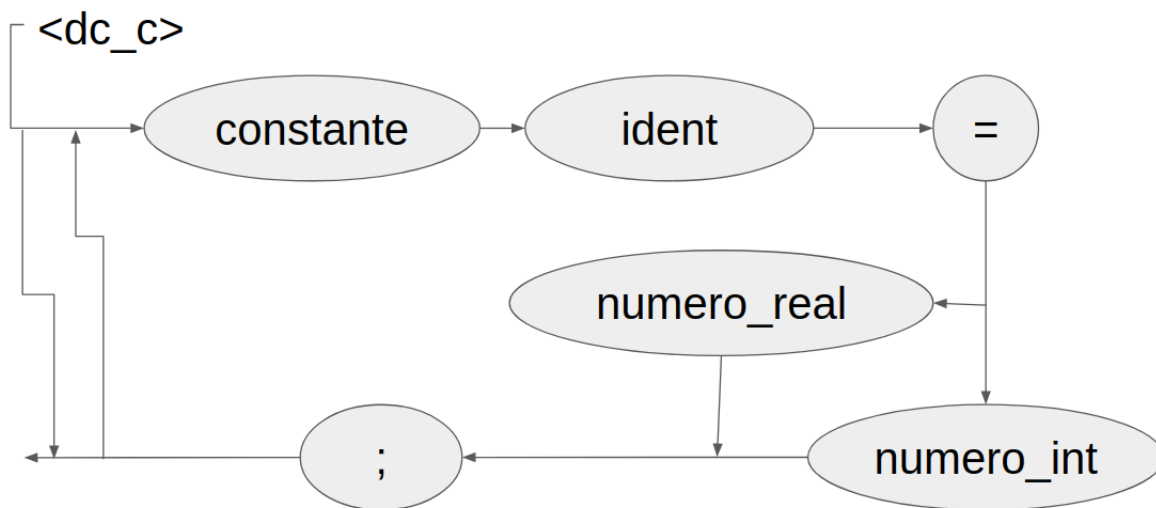 <dc_c>
constante
ident
=
numero_real
numero_int
;